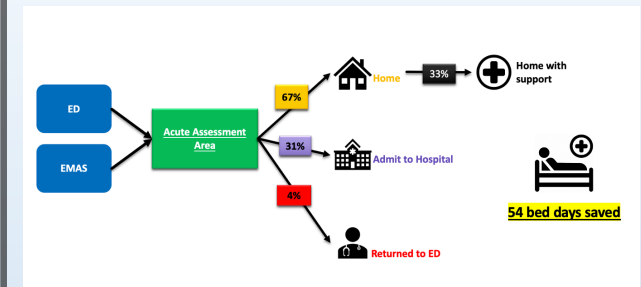 ED
EMAS
Acute Assessment
Area
67%
Home
33%
Home with
support
31%
Admit to Hospital
4%
Returned to ED
54 bed days saved